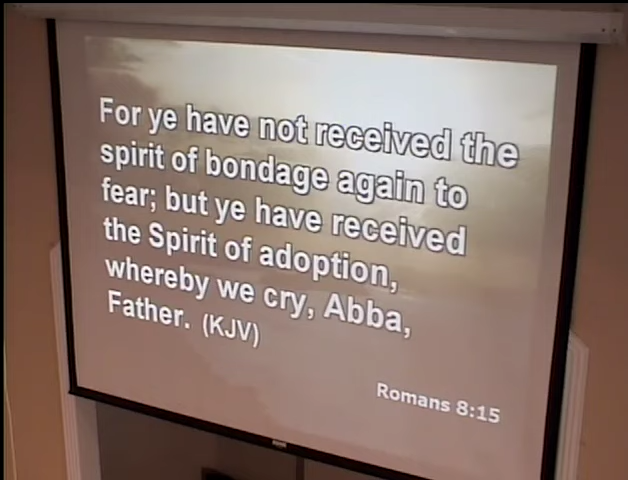 For ye have not received the
spirit of bondage again to
fear; but ye have received
the Spirit of adoption,
whereby we cry, Abba,
Father. (KJV)
Romans 8:15